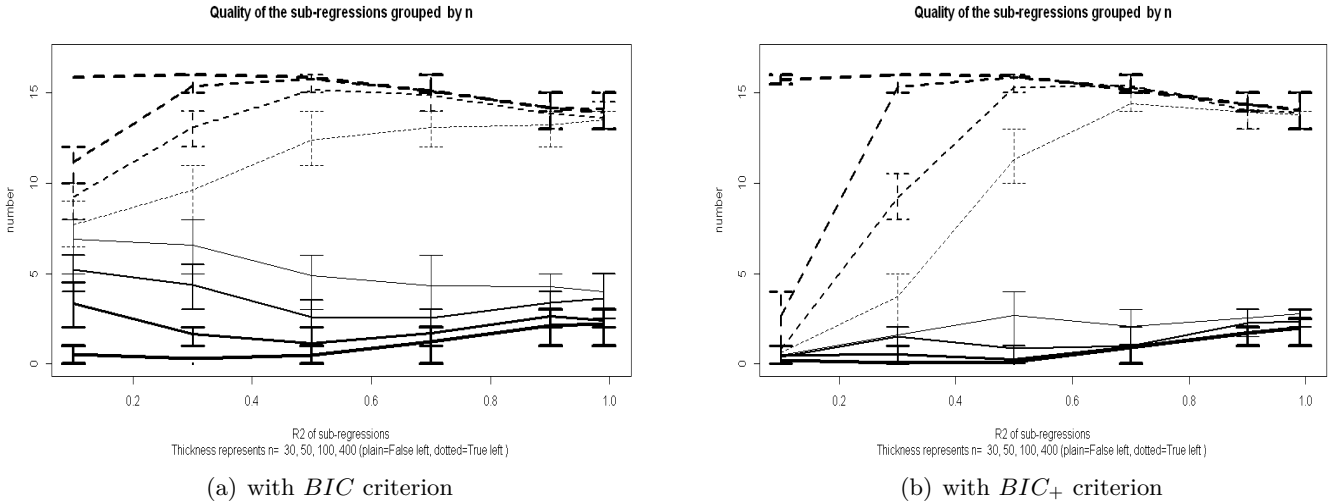 Quality of the sub-regressions grouped by n
number
15
10
5
0
0.2 0.4 0.6 0.8 1.0
R2 of sub-regressions
Thickness represents n= 30, 50, 100, 400 (plain=False left, dotted=True left )
(a) with BIC criterion
Quality of the sub-regressions grouped by n
number
15
10
5
0
0.2 0.4 0.6 0.8 1.0
R2 of sub-regressions
Thickness represents n= 30, 50, 100, 400 (plain=False left, dotted=True left )
(b) with BIC+ criterion